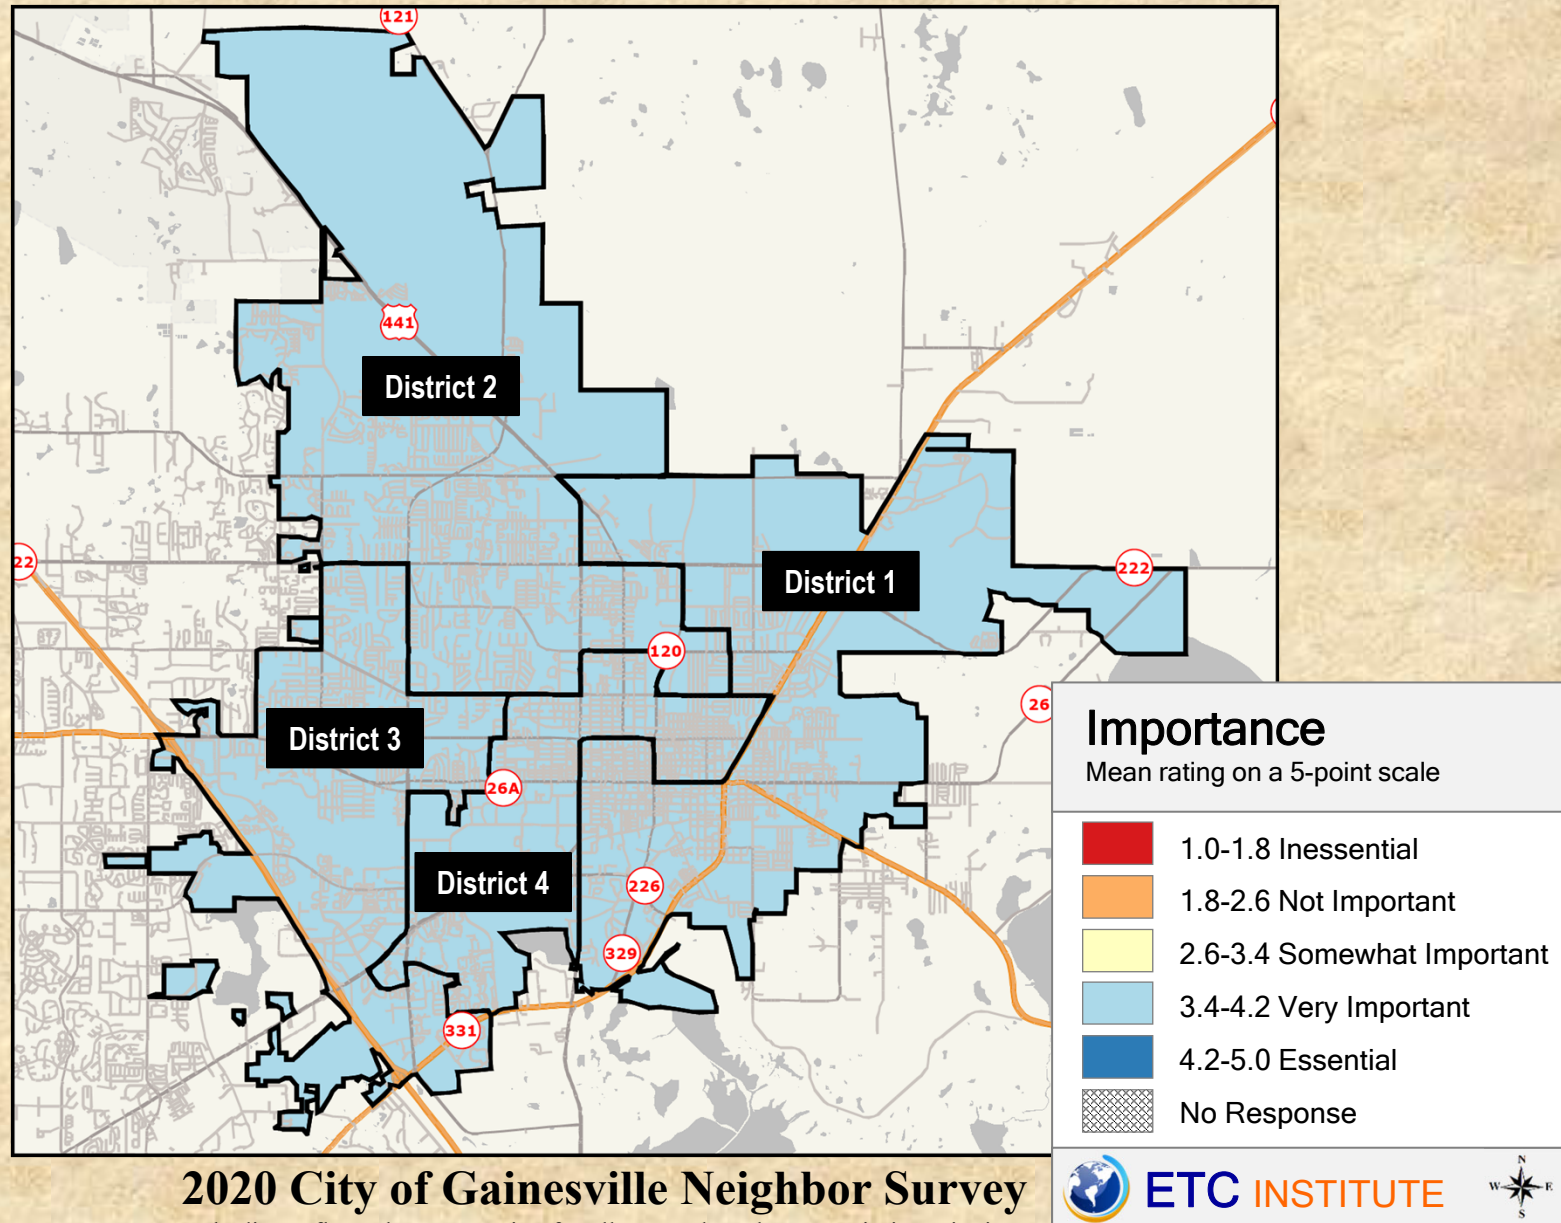 121
441
District 2
22
District 1
222
120
26
District 3
26A
District 4
226
329
331
Importance
Mean rating on a 5-point scale
1.0-1.8 Inessential
1.8-2.6 Not Important
2.6-3.4 Somewhat Important
3.4-4.2 Very Important
4.2-5.0 Essential
No Response
2020 City of Gainesville Neighbor Survey
ETC INSTITUTE
N
W E
S